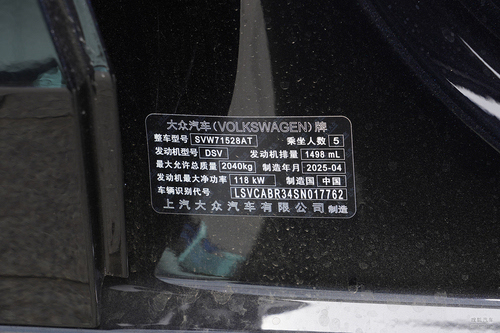 大众汽车(VOLKSWAGEN)牌
整车型号 SVW71528AT 乘坐人数 5
发动机型号 DSV 、 发动机排量 1498 mL
最大允许总质量 2040kg 制造年月 2025-04
发动机最大净功率 118 kW 制造国 中国
车辆识别代号 LSVCABR34SN017762
上汽大众汽车有限公司制造